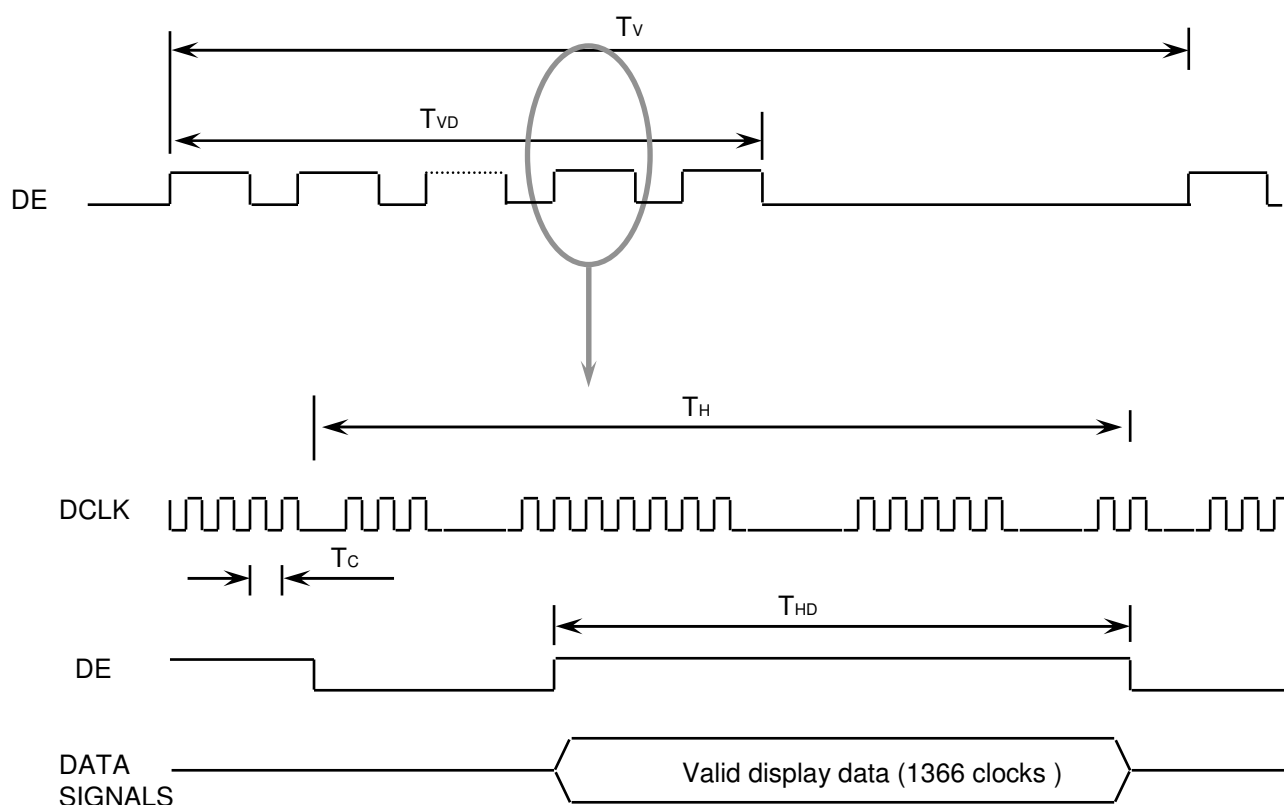 TV
TVD
DE
TH
DCLK
TC
THD
DE
DATA
SIGNALS
Valid display data (1366 clocks )